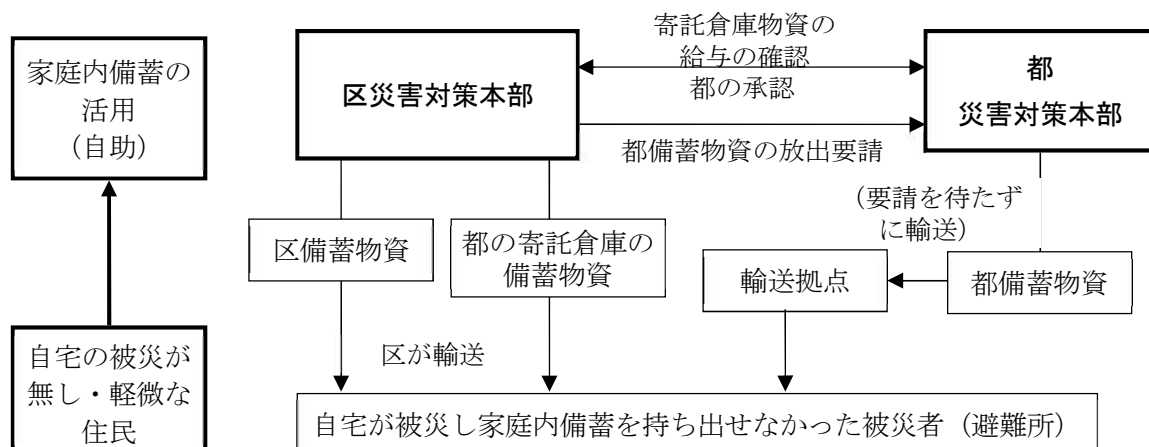 家庭内備蓄の
活用
（自助）
自宅の被災が
無し・軽微な
住民
区災害対策本部
寄託倉庫物資の
給与の確認
都の承認
都備蓄物資の放出要請
都
災害対策本部
（要請を待たず
に輸送）
区備蓄物資
都の寄託倉庫の
備蓄物資
輸送拠点
都備蓄物資
区が輸送
自宅が被災し家庭内備蓄を持ち出せなかった被災者（避難所）